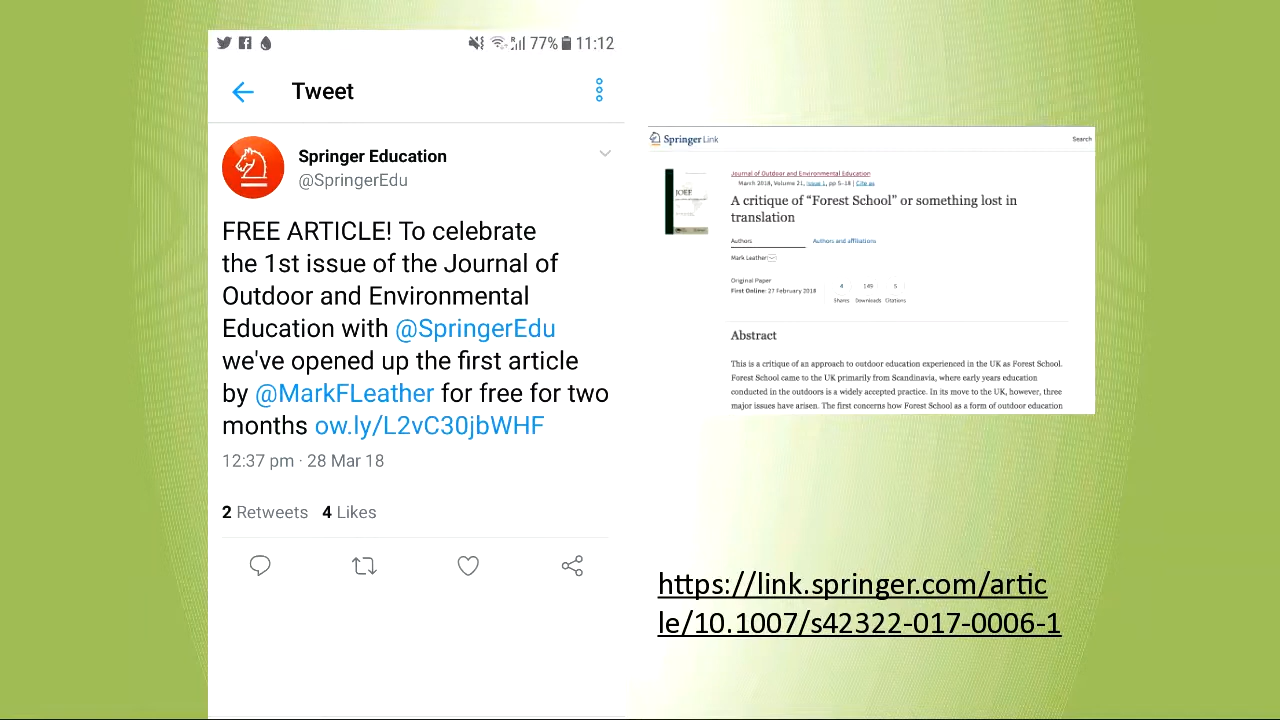 77% 11:12
Tweet
Springer Education
@SpringerEdu
FREE ARTICLE! To celebrate
the 1st issue of the Journal of
Outdoor and Environmental
Education with @SpringerEdu
we've opened up the first article
by @MarkFLeather for free for two
months ow.ly/L2vC30jbWHF
12:37 pm · 28 Mar 18
2 Retweets 4 Likes
Springer Link
Search
JOEE
Journal of Outdoor and Environmental Education
March 2018, Volume 21, Issue 1, pp 5–18 | Cite as
A critique of “Forest School” or something lost in
translation
Authors
Authors and affiliations
Mark Leather
Original Paper
First Online: 27 February 2018
4 149 5
Shares Downloads Citations
Abstract
This is a critique of an approach to outdoor education experienced in the UK as Forest School.
Forest School came to the UK primarily from Scandinavia, where early years education
conducted in the outdoors is a widely accepted practice. In its move to the UK, however, three
major issues have arisen. The first concerns how Forest School as a form of outdoor education
https://link.springer.com/artic
le/10.1007/s42322-017-0006-1